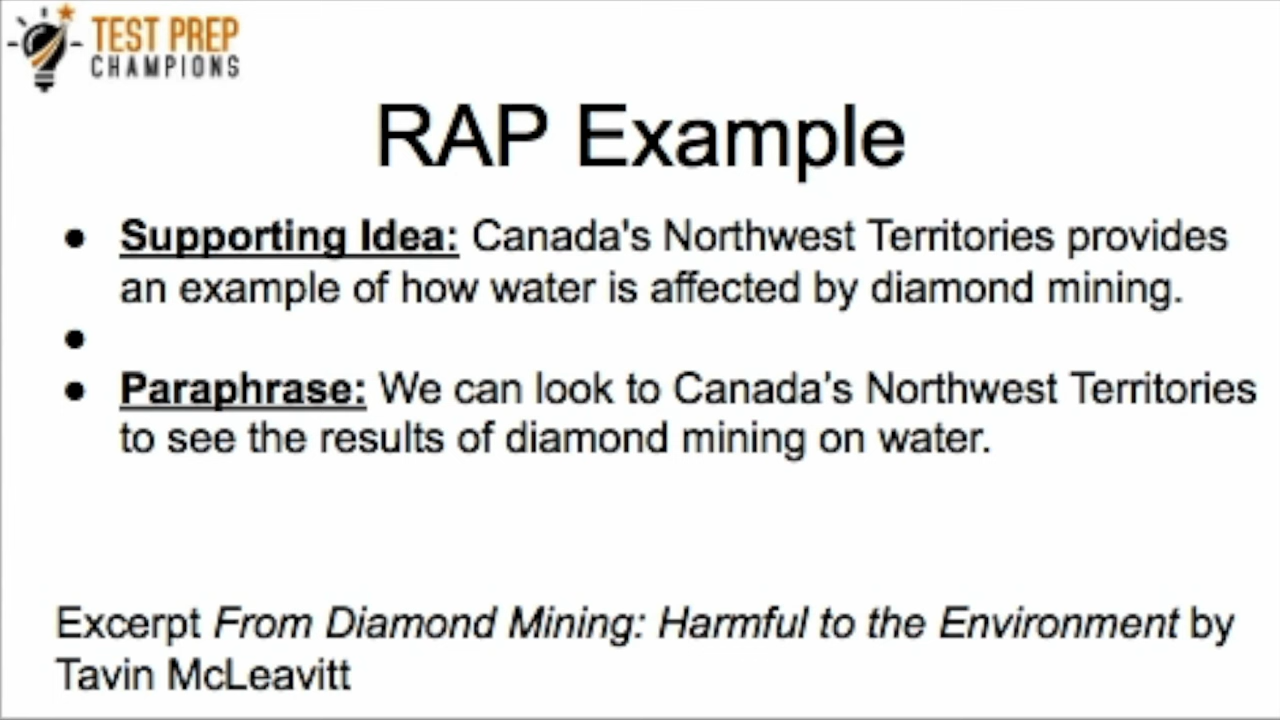 TEST PREP
CHAMPIONS
RAP Example
● Supporting Idea: Canada's Northwest Territories provides
an example of how water is affected by diamond mining.
●
● Paraphrase: We can look to Canada’s Northwest Territories
to see the results of diamond mining on water.
Excerpt From Diamond Mining: Harmful to the Environment by
Tavin McLeavitt